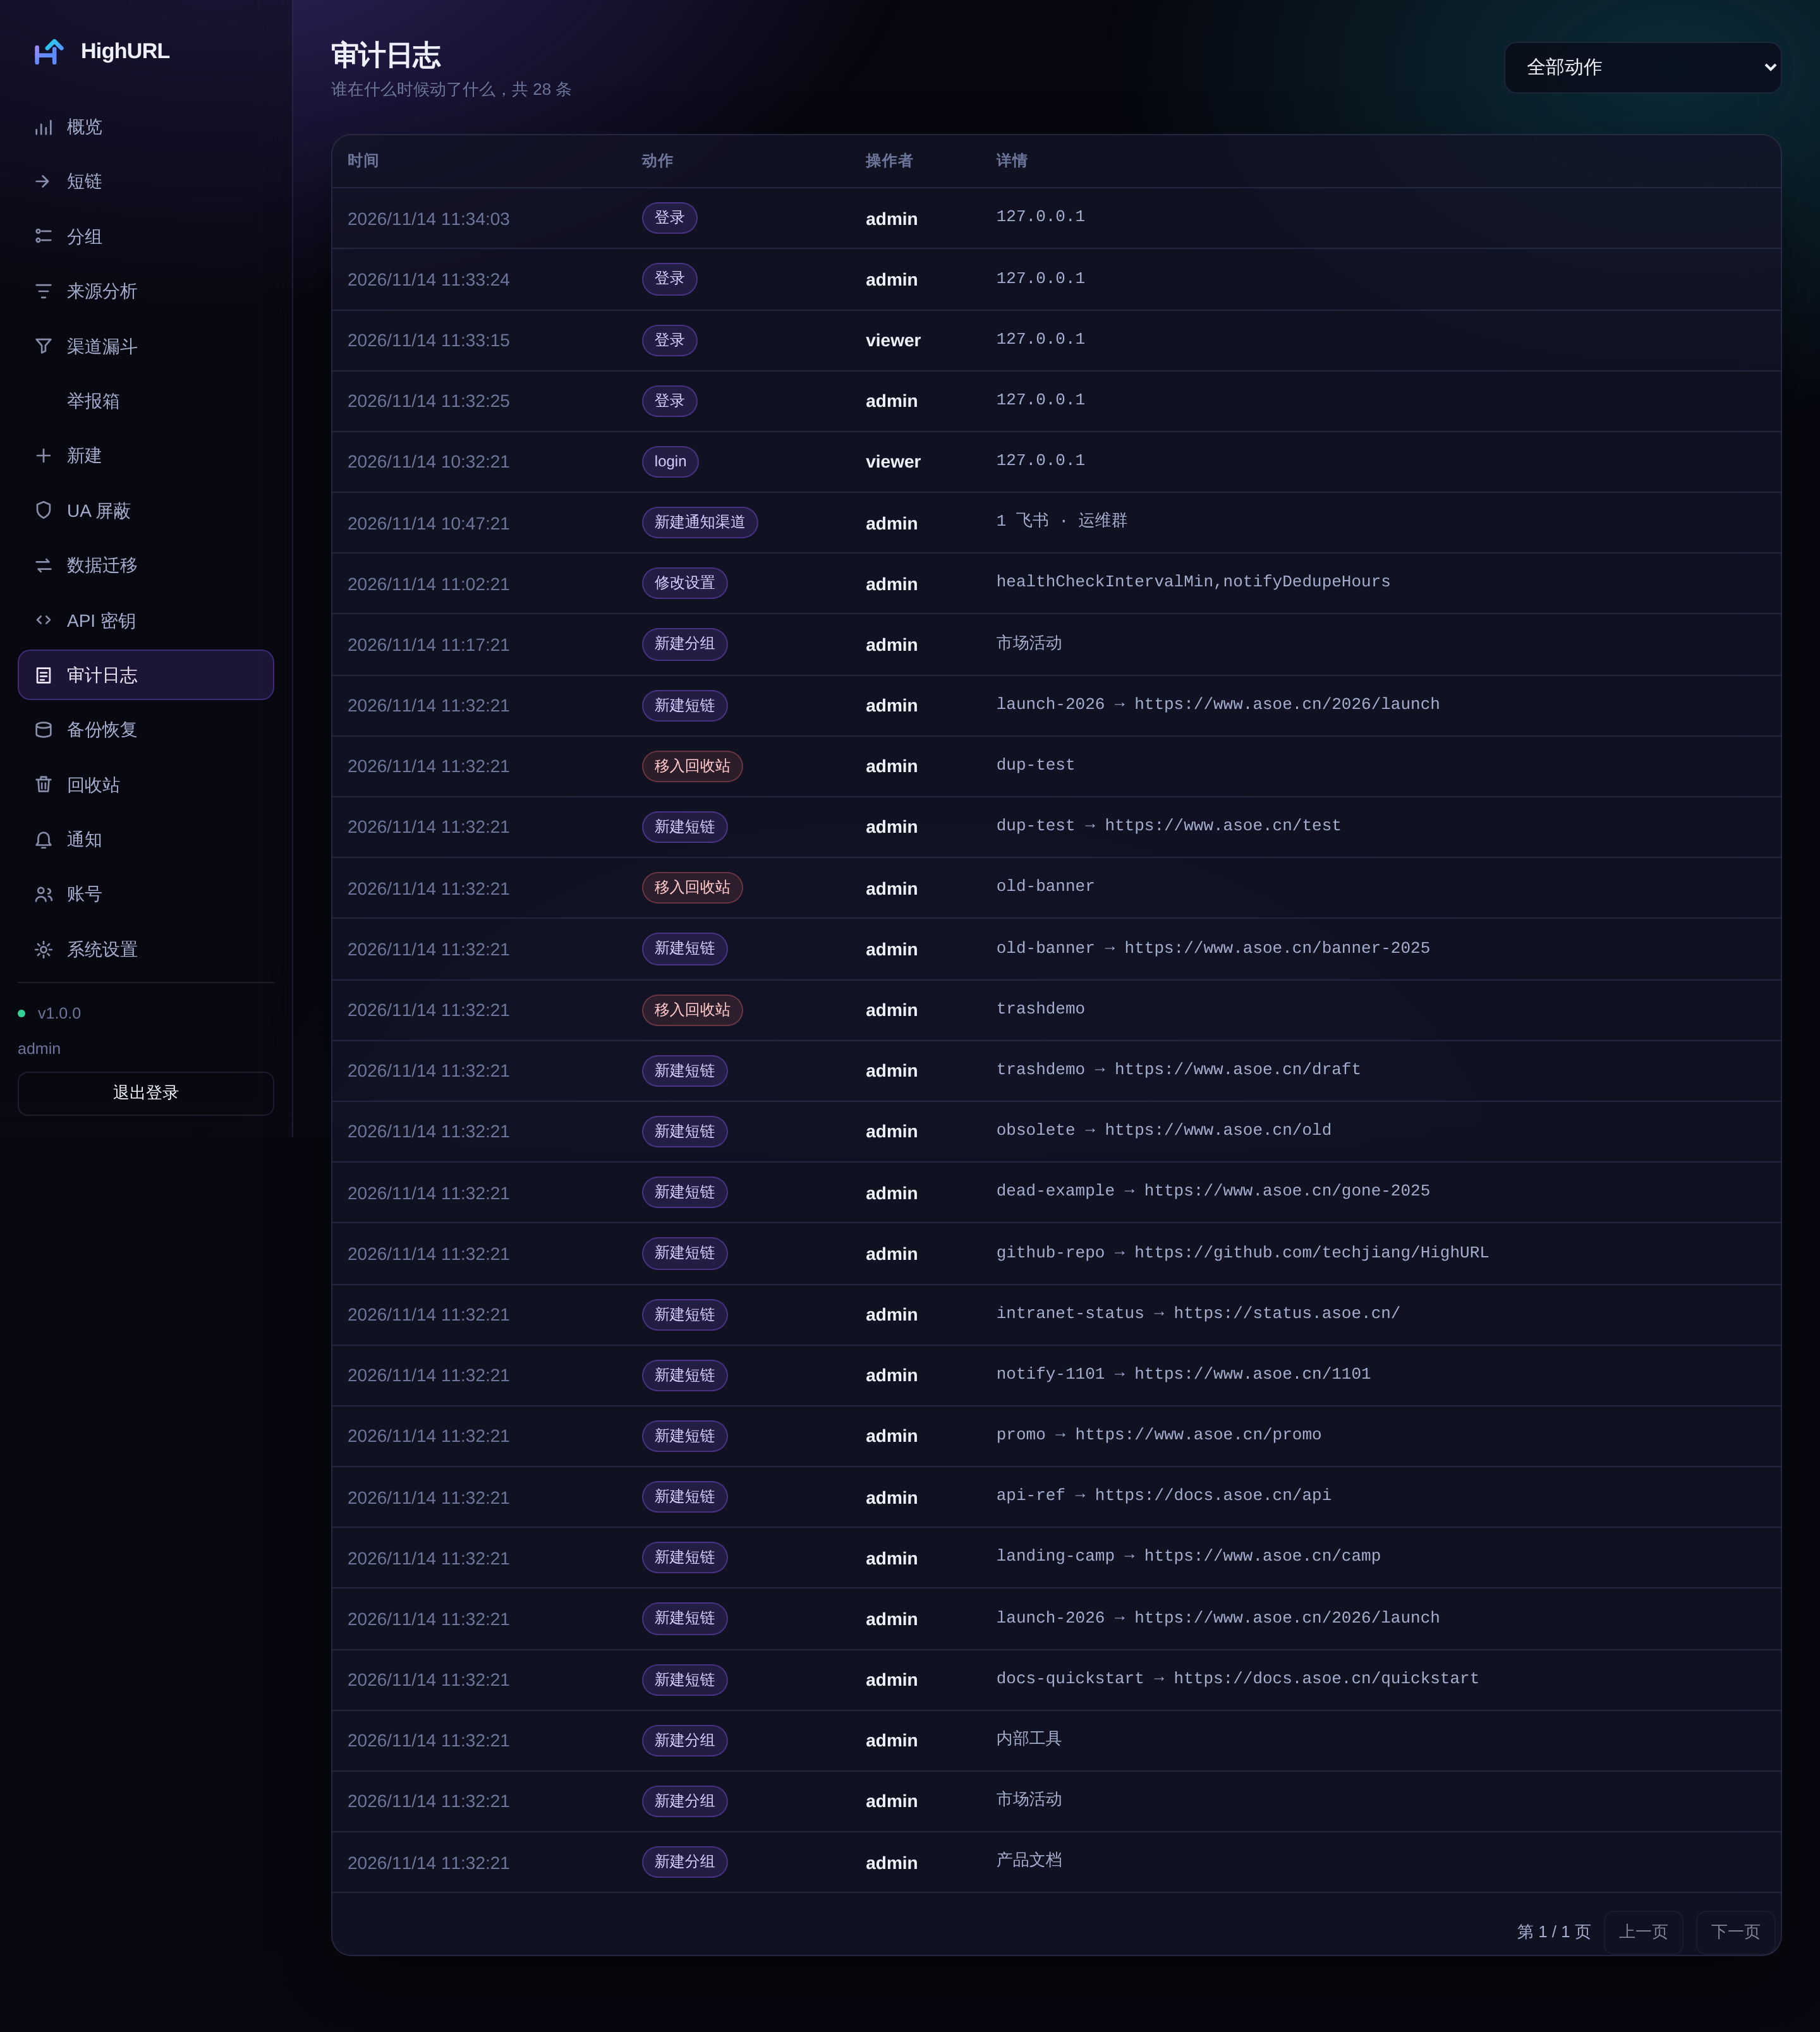 HighURL
概览
短链
分组
来源分析
渠道漏斗
举报箱
新建
UA 屏蔽
数据迁移
API 密钥
审计日志
备份恢复
回收站
通知
账号
系统设置
v1.0.0
admin
退出登录
审计日志
谁在什么时候动了什么，共 28 条
全部动作
时间 动作 操作者 详情
2026/11/14 11:34:03 登录 admin 127.0.0.1
2026/11/14 11:33:24 登录 admin 127.0.0.1
2026/11/14 11:33:15 登录 viewer 127.0.0.1
2026/11/14 11:32:25 登录 admin 127.0.0.1
2026/11/14 10:32:21 login viewer 127.0.0.1
2026/11/14 10:47:21 新建通知渠道 admin 1 飞书 · 运维群
2026/11/14 11:02:21 修改设置 admin healthCheckIntervalMin,notifyDedupeHours
2026/11/14 11:17:21 新建分组 admin 市场活动
2026/11/14 11:32:21 新建短链 admin launch-2026 → https://www.asoe.cn/2026/launch
2026/11/14 11:32:21 移入回收站 admin dup-test
2026/11/14 11:32:21 新建短链 admin dup-test → https://www.asoe.cn/test
2026/11/14 11:32:21 移入回收站 admin old-banner
2026/11/14 11:32:21 新建短链 admin old-banner → https://www.asoe.cn/banner-2025
2026/11/14 11:32:21 移入回收站 admin trashdemo
2026/11/14 11:32:21 新建短链 admin trashdemo → https://www.asoe.cn/draft
2026/11/14 11:32:21 新建短链 admin obsolete → https://www.asoe.cn/old
2026/11/14 11:32:21 新建短链 admin dead-example → https://www.asoe.cn/gone-2025
2026/11/14 11:32:21 新建短链 admin github-repo → https://github.com/techjiang/HighURL
2026/11/14 11:32:21 新建短链 admin intranet-status → https://status.asoe.cn/
2026/11/14 11:32:21 新建短链 admin notify-1101 → https://www.asoe.cn/1101
2026/11/14 11:32:21 新建短链 admin promo → https://www.asoe.cn/promo
2026/11/14 11:32:21 新建短链 admin api-ref → https://docs.asoe.cn/api
2026/11/14 11:32:21 新建短链 admin landing-camp → https://www.asoe.cn/camp
2026/11/14 11:32:21 新建短链 admin launch-2026 → https://www.asoe.cn/2026/launch
2026/11/14 11:32:21 新建短链 admin docs-quickstart → https://docs.asoe.cn/quickstart
2026/11/14 11:32:21 新建分组 admin 内部工具
2026/11/14 11:32:21 新建分组 admin 市场活动
2026/11/14 11:32:21 新建分组 admin 产品文档
第 1 / 1 页 上一页 下一页